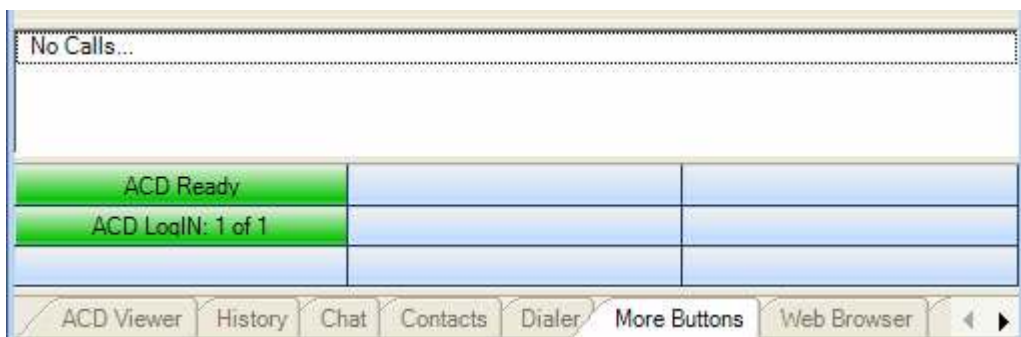 No Calls...
ACD Ready
ACD LogIN: 1 of 1
ACD Viewer History Chat Contacts Dialer More Buttons Web Browser